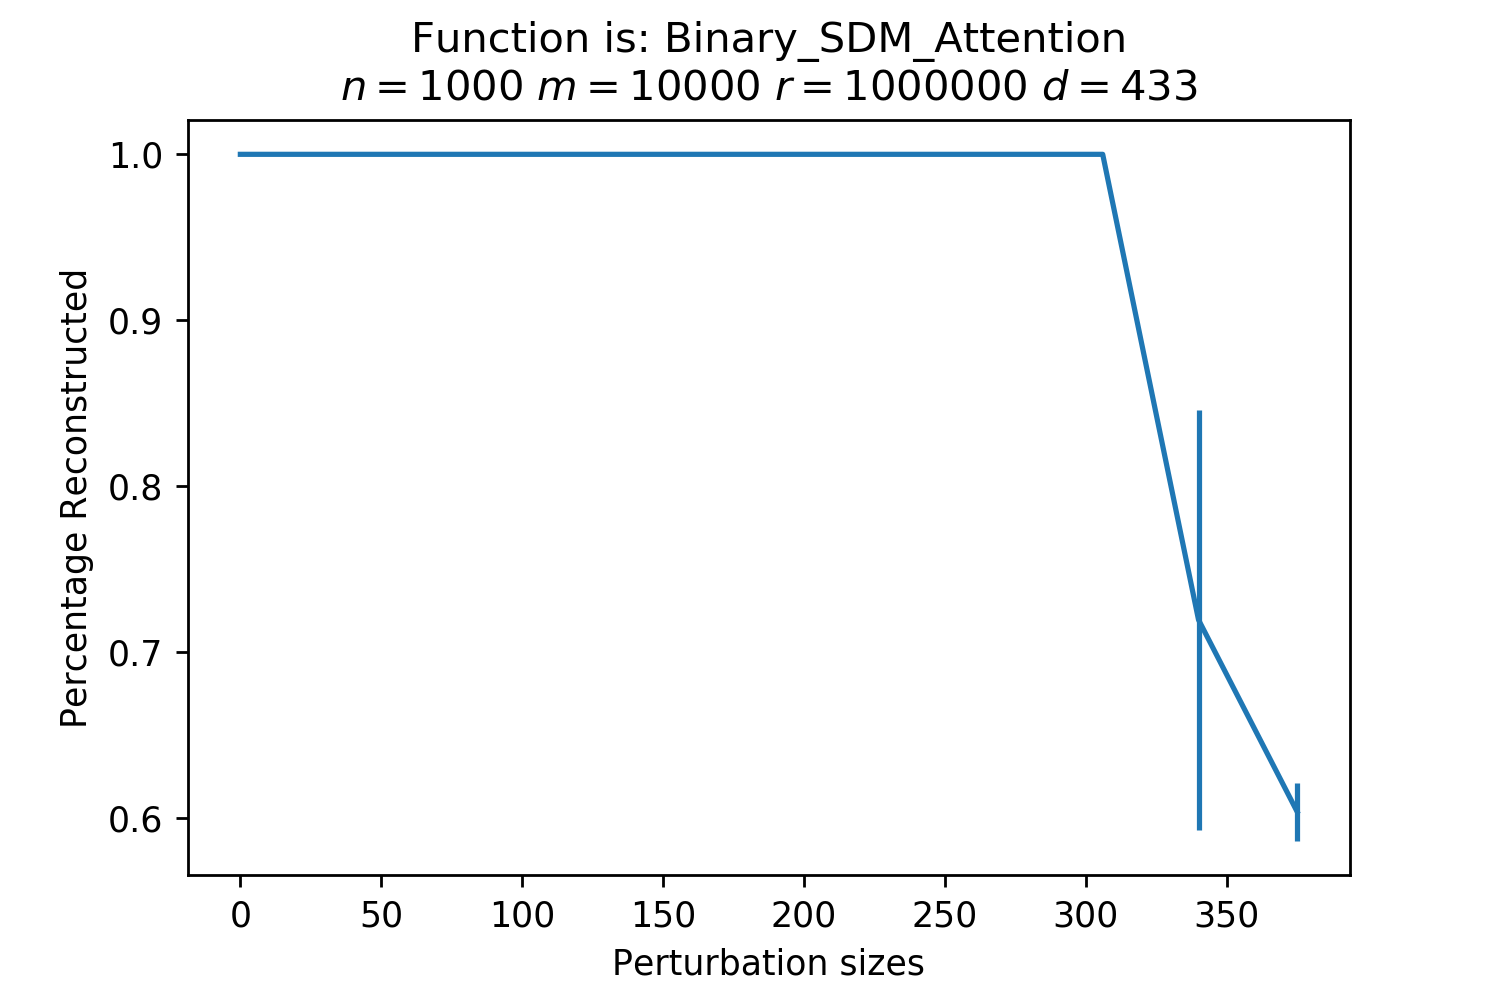 Function is: Binary_SDM_Attention
n = 1000 m = 10000 r = 1000000 d = 433
1.0
0.9
0.8
0.7
0.6
Percentage Reconstructed
0 50 100 150 200 250 300 350
Perturbation sizes